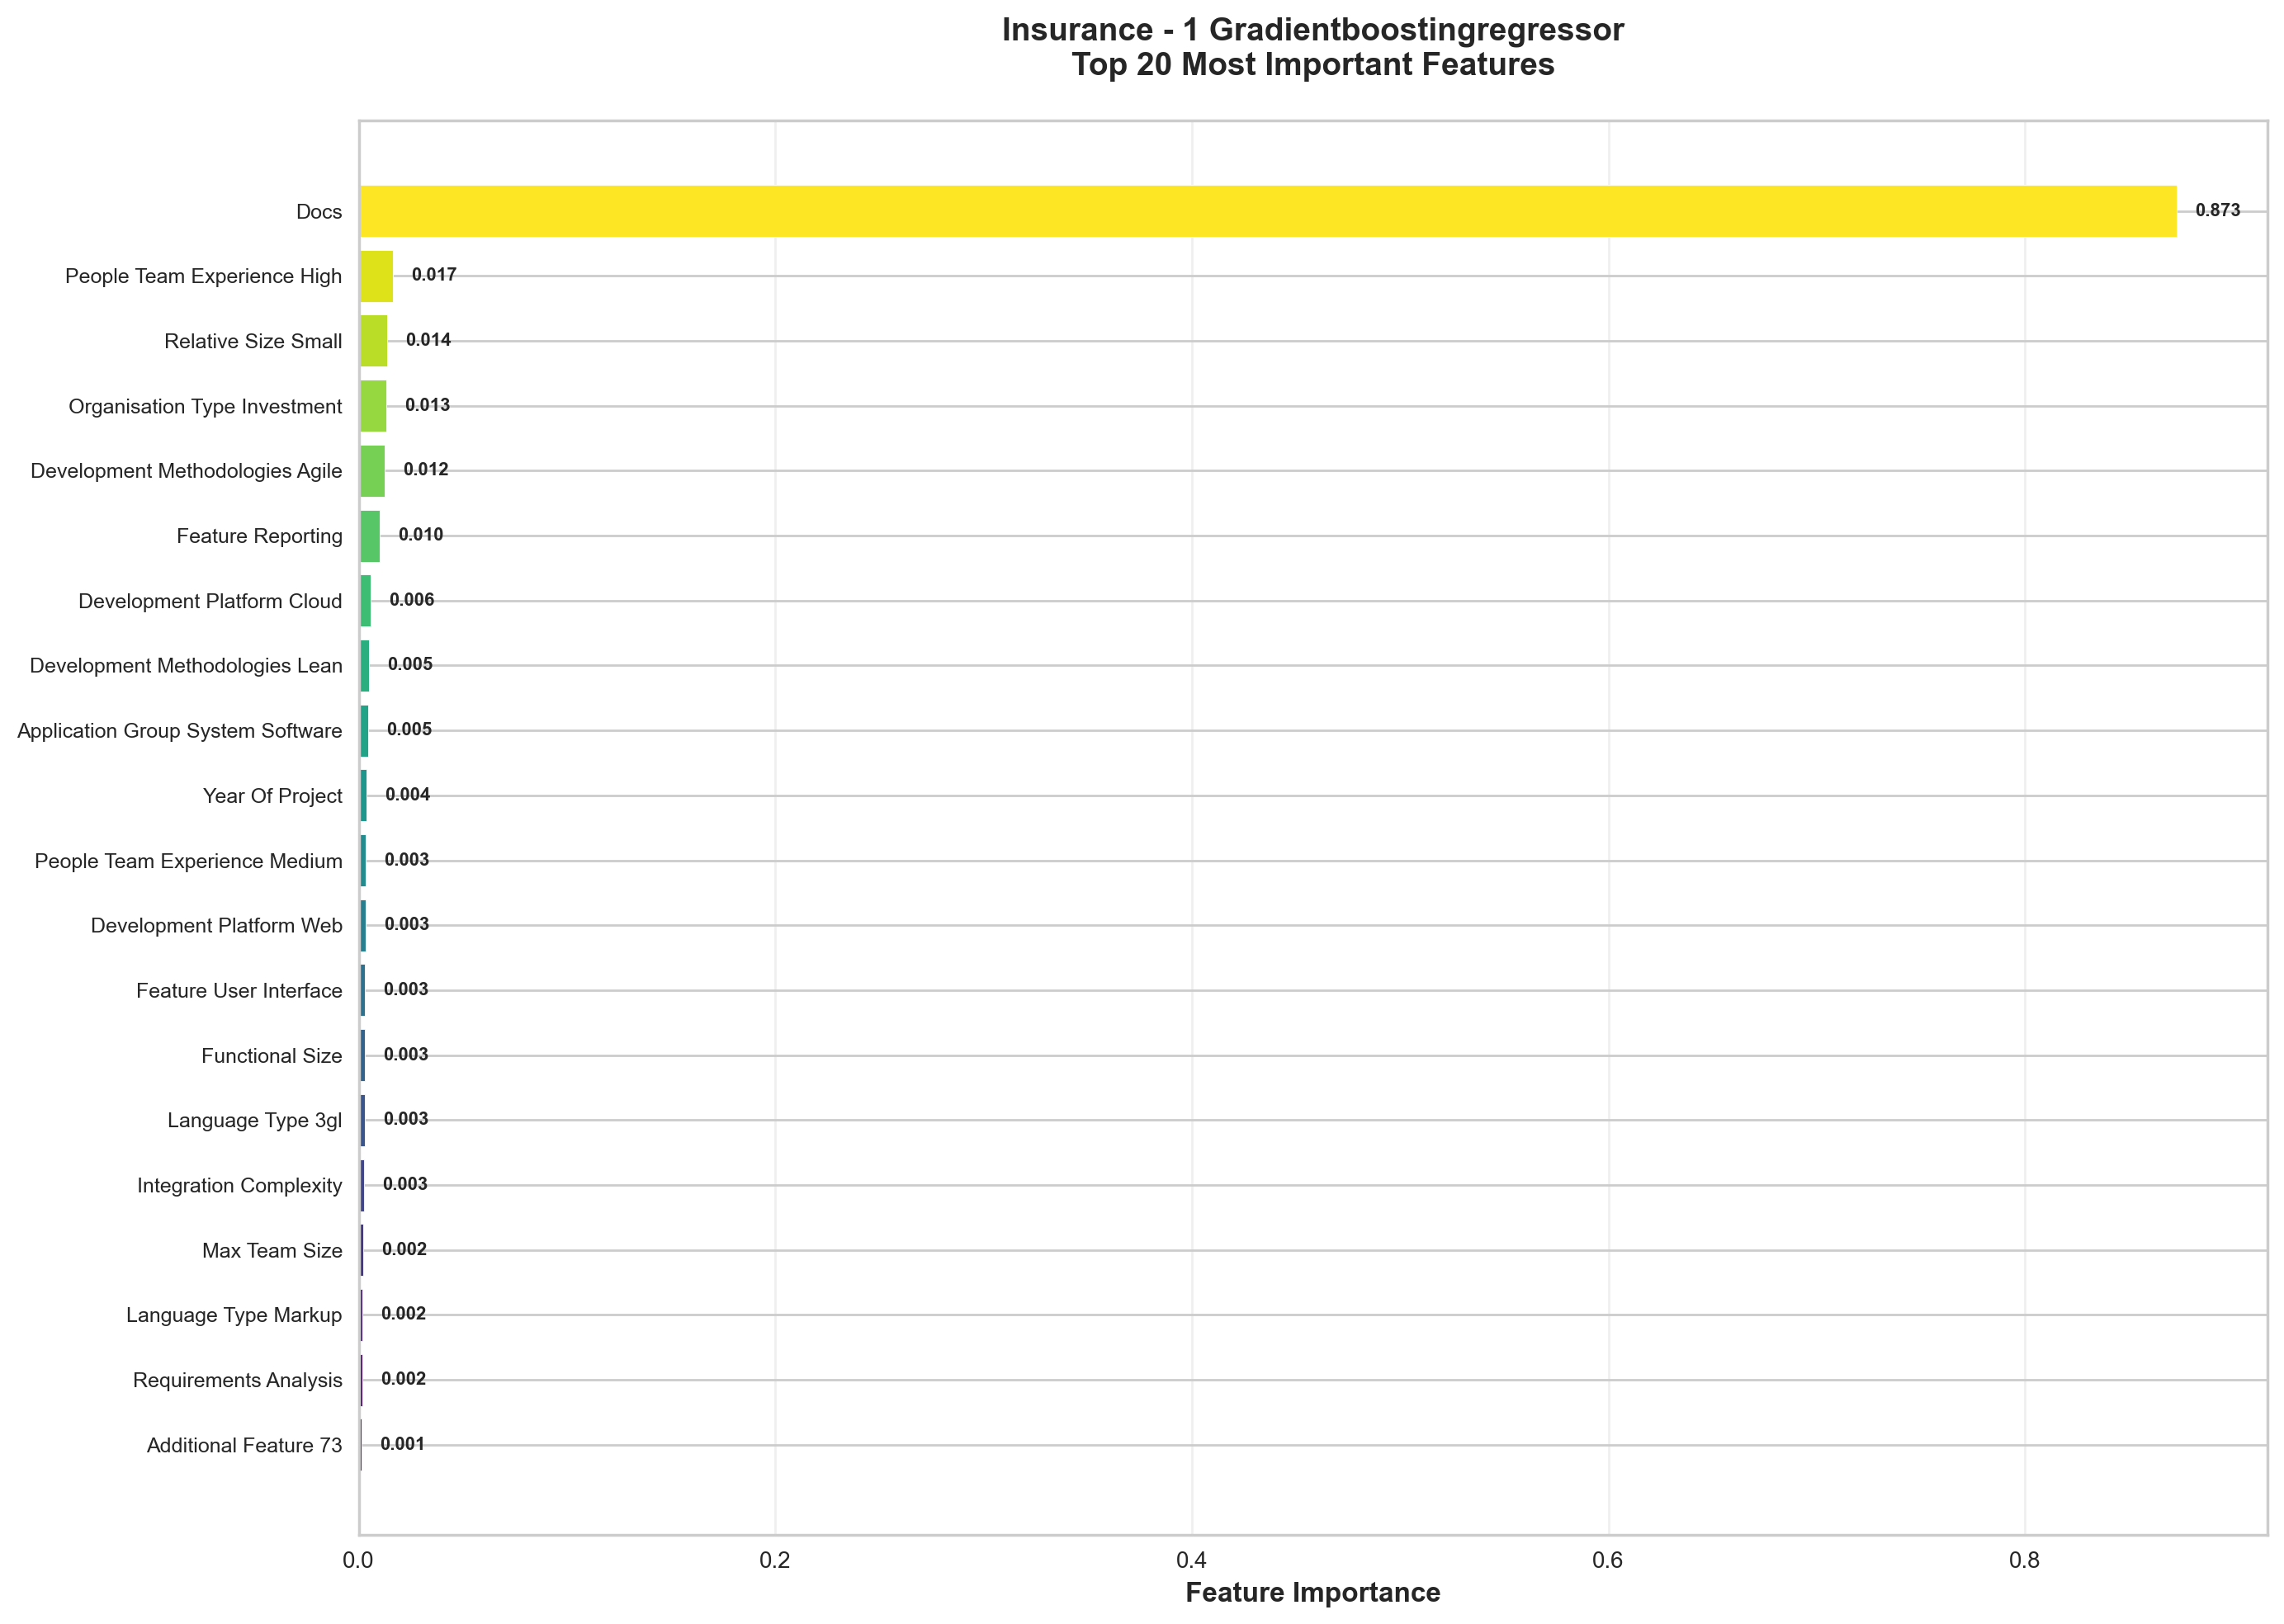 Insurance - 1 Gradientboostingregressor
Top 20 Most Important Features
Docs 0.873
People Team Experience High 0.017
Relative Size Small 0.014
Organisation Type Investment 0.013
Development Methodologies Agile 0.012
Feature Reporting 0.010
Development Platform Cloud 0.006
Development Methodologies Lean 0.005
Application Group System Software 0.005
Year Of Project 0.004
People Team Experience Medium 0.003
Development Platform Web 0.003
Feature User Interface 0.003
Functional Size 0.003
Language Type 3gl 0.003
Integration Complexity 0.003
Max Team Size 0.002
Language Type Markup 0.002
Requirements Analysis 0.002
Additional Feature 73 0.001
0.0 0.2 0.4 0.6 0.8
Feature Importance